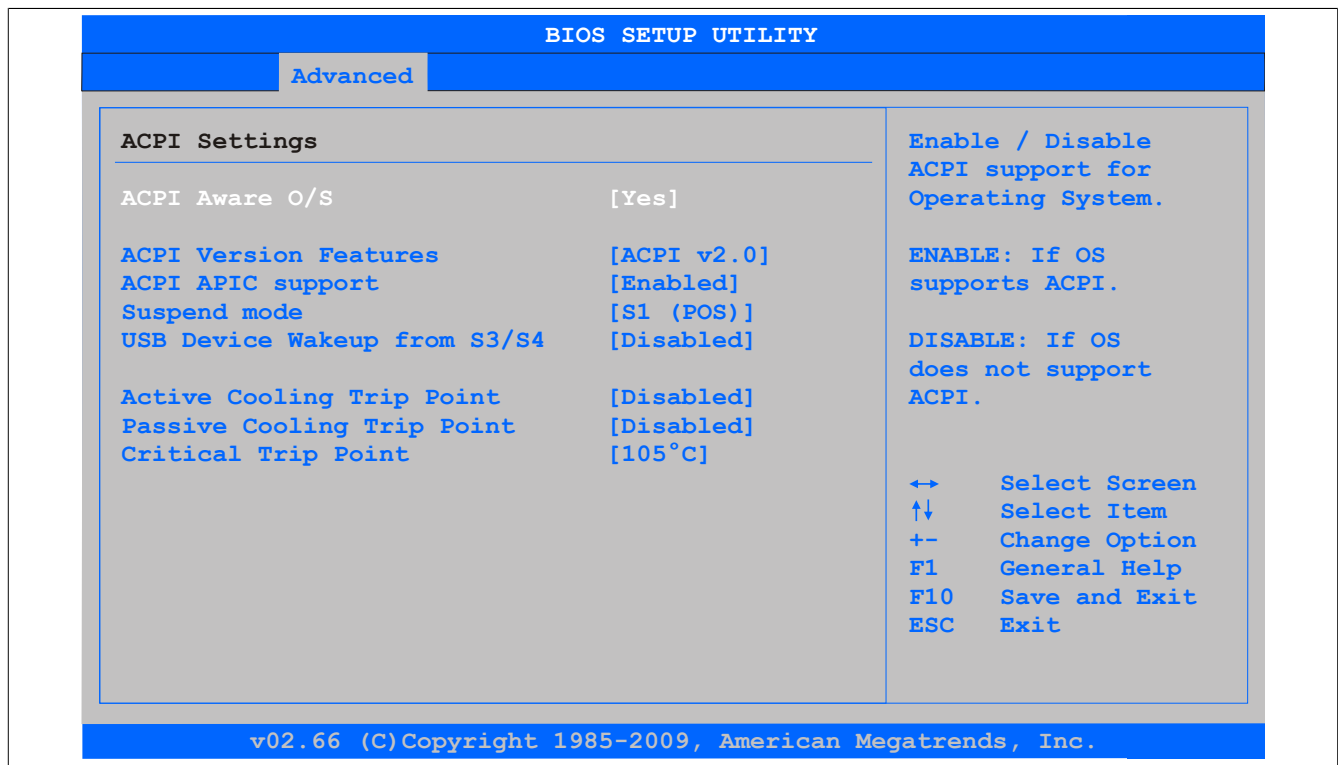 BIOS SETUP UTILITY
Advanced
ACPI Settings
ACPI Aware O/S [Yes]
ACPI Version Features [ACPI v2.0]
ACPI APIC support [Enabled]
Suspend mode [S1 (POS)]
USB Device Wakeup from S3/S4 [Disabled]
Active Cooling Trip Point [Disabled]
Passive Cooling Trip Point [Disabled]
Critical Trip Point [105°C]
Enable / Disable
ACPI support for
Operating System.
ENABLE: If OS
supports ACPI.
DISABLE: If OS
does not support
ACPI.
↔ Select Screen
↑↓ Select Item
+- Change Option
F1 General Help
F10 Save and Exit
ESC Exit
v02.66 (C)Copyright 1985-2009, American Megatrends, Inc.